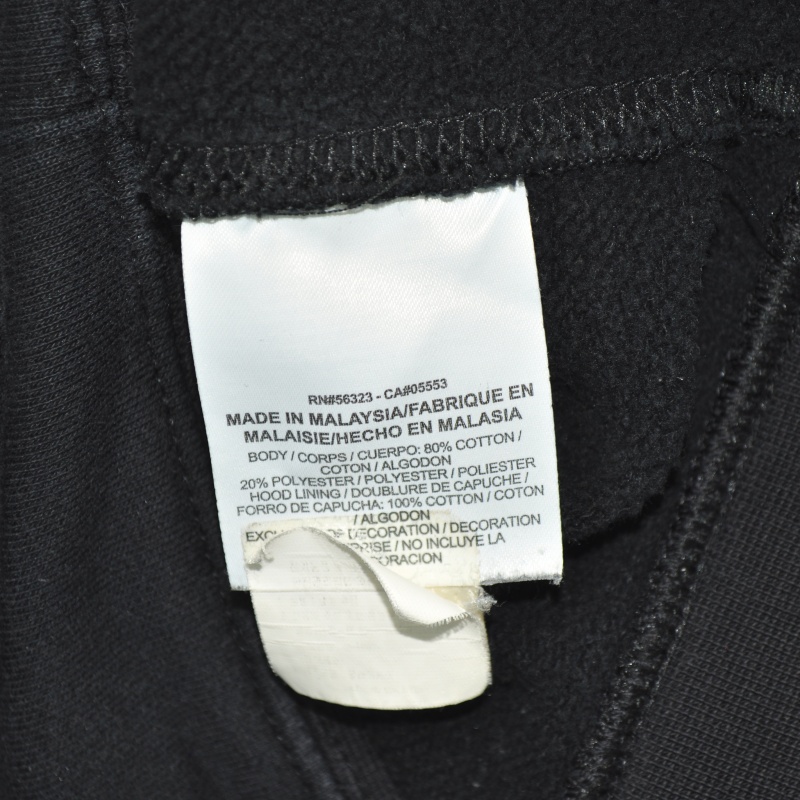 RN#56323 - CA#05553
MADE IN MALAYSIA/FABRIQUE EN
MALAISIE/HECHO EN MALASIA
BODY / CORPS / CUERPO: 80% COTTON /
COTON / ALGODON
20% POLYESTER / POLYESTER / POLIESTER
HOOD LINING / DOUBLURE DE CAPUCHE /
FORRO DE CAPUCHA: 100% COTTON / COTON
/ ALGODON
DECORATION / DECORATION
/ NO INCLUYE LA